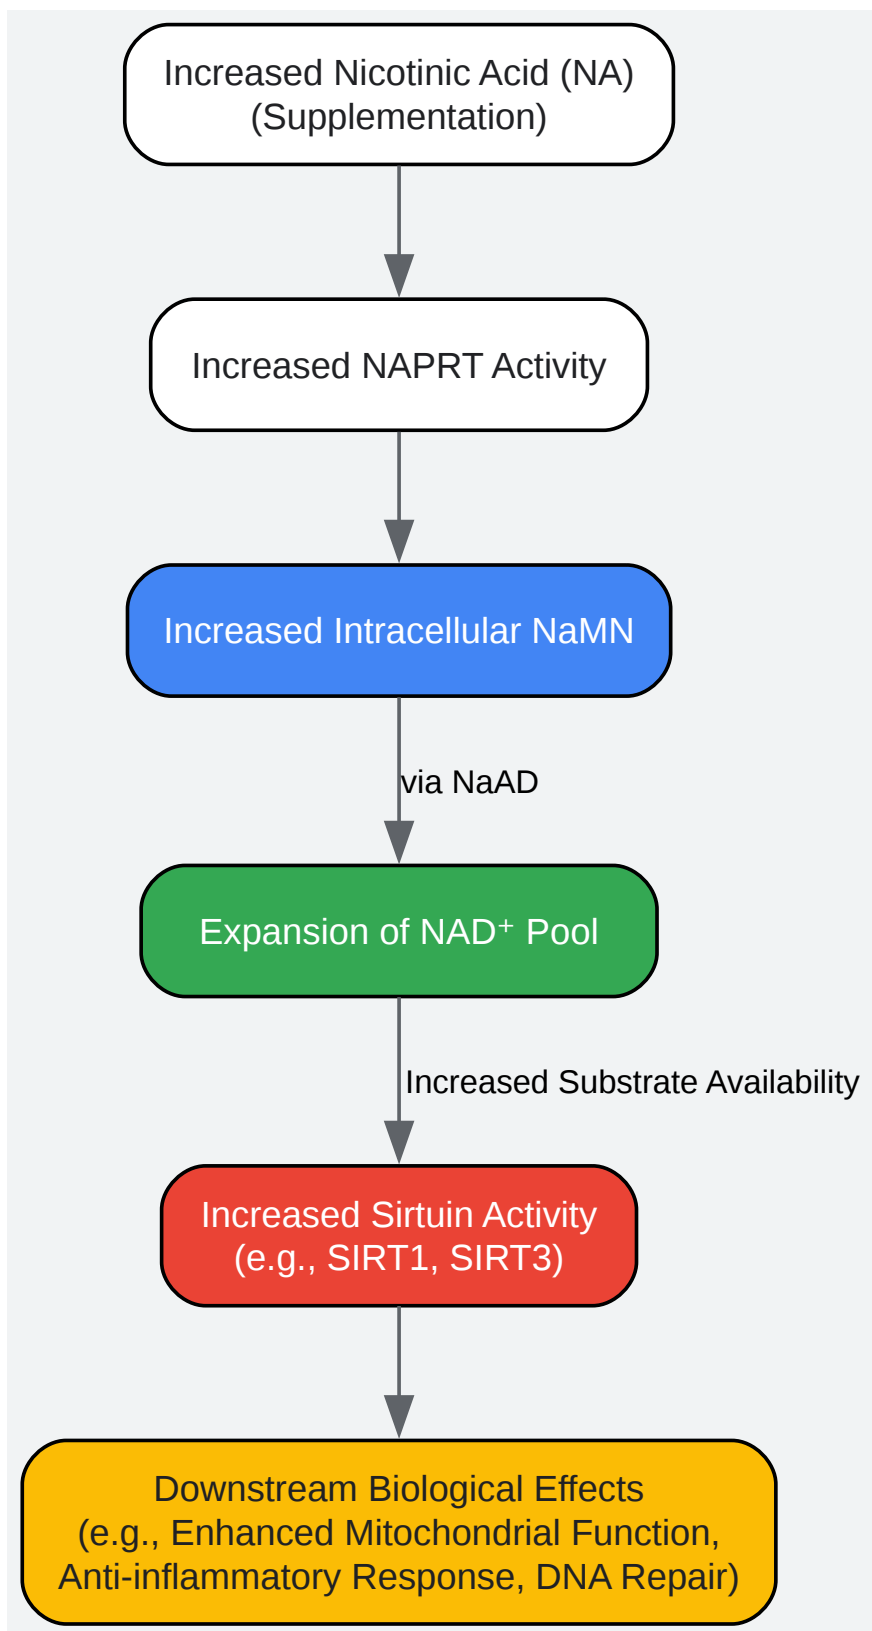 Increased Nicotinic Acid (NA)
(Supplementation)
Increased NAPRT Activity
Increased Intracellular NaMN
via NaAD
Expansion of NAD⁺ Pool
Increased Substrate Availability
Increased Sirtuin Activity
(e.g., SIRT1, SIRT3)
Downstream Biological Effects
(e.g., Enhanced Mitochondrial Function,
Anti-inflammatory Response, DNA Repair)